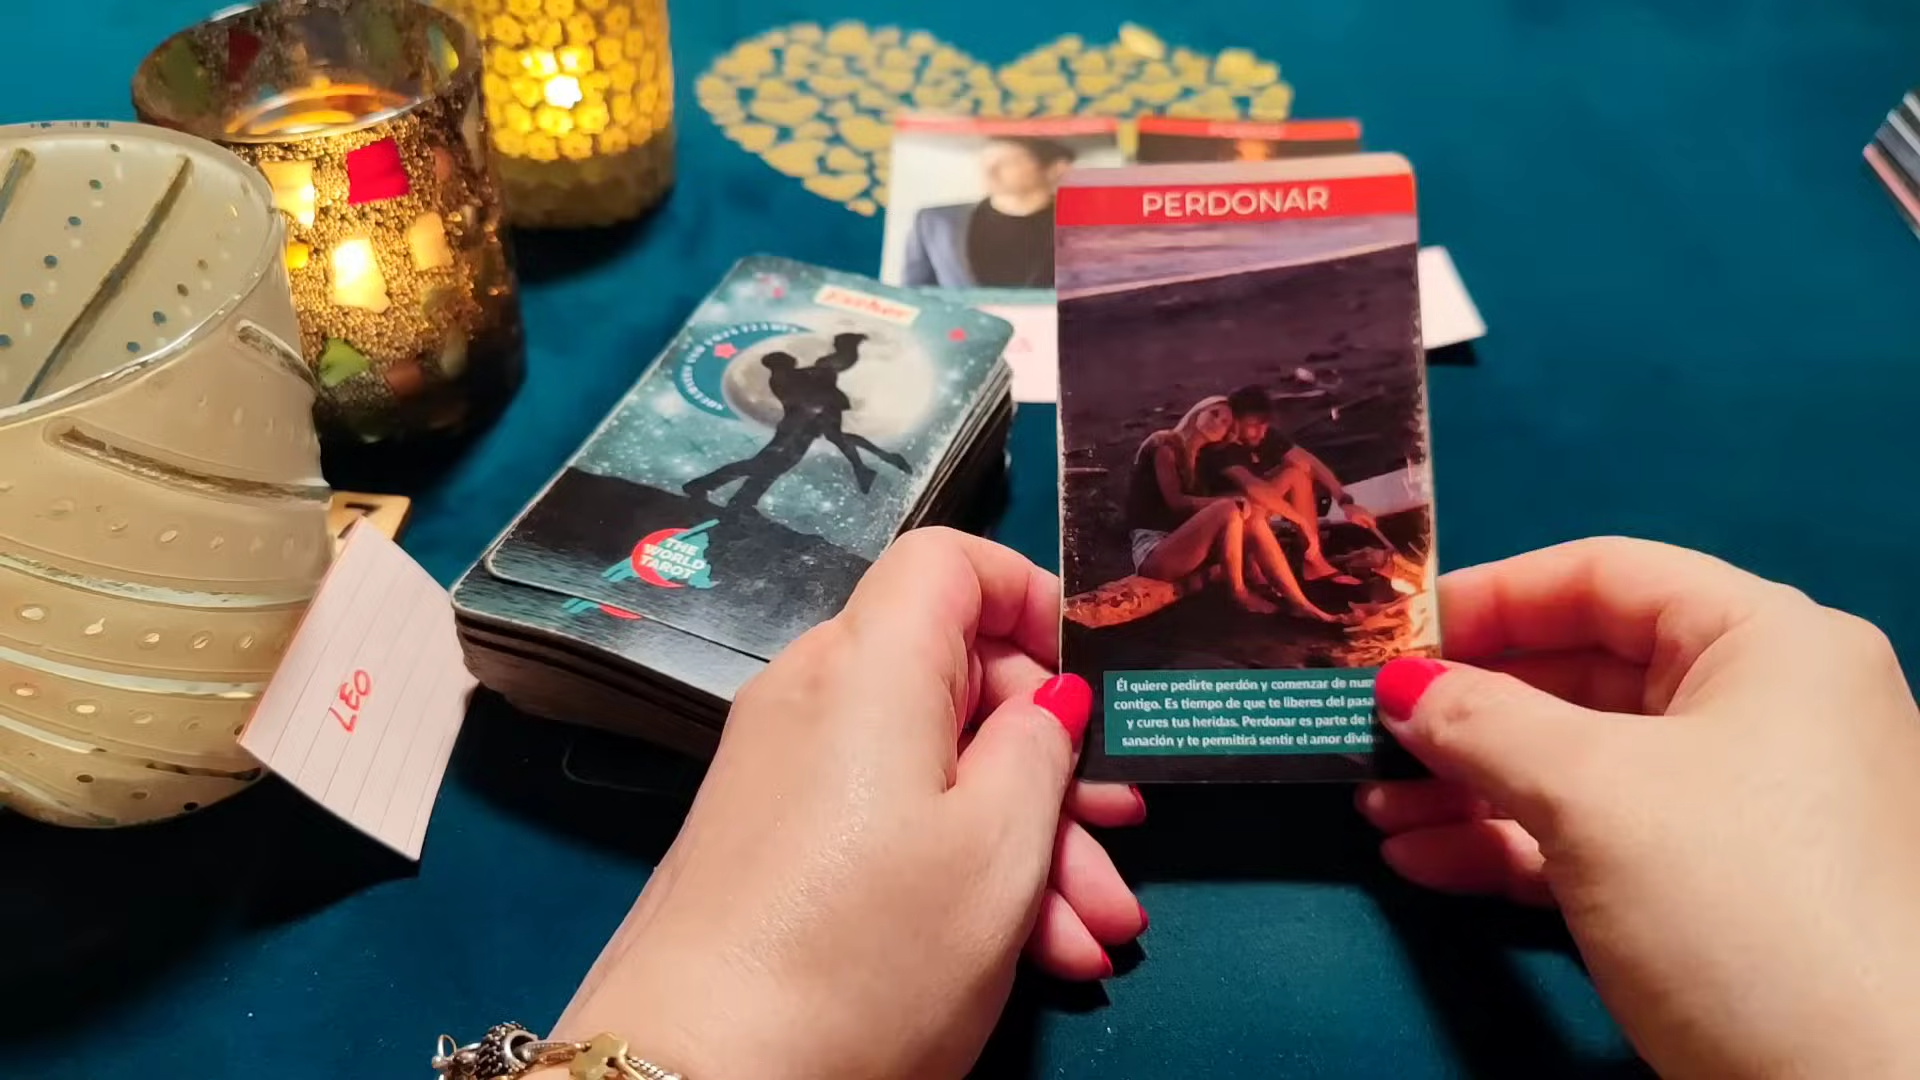 PERDONAR
Él quiere pedirte perdón y comenzar de
contigo. Es tiempo de que te liberes del
y cures tus heridas. Perdonar es parte de
sanación y te permitirá sentir el amor
Esther
THE
WORLD
TAROT
LEO